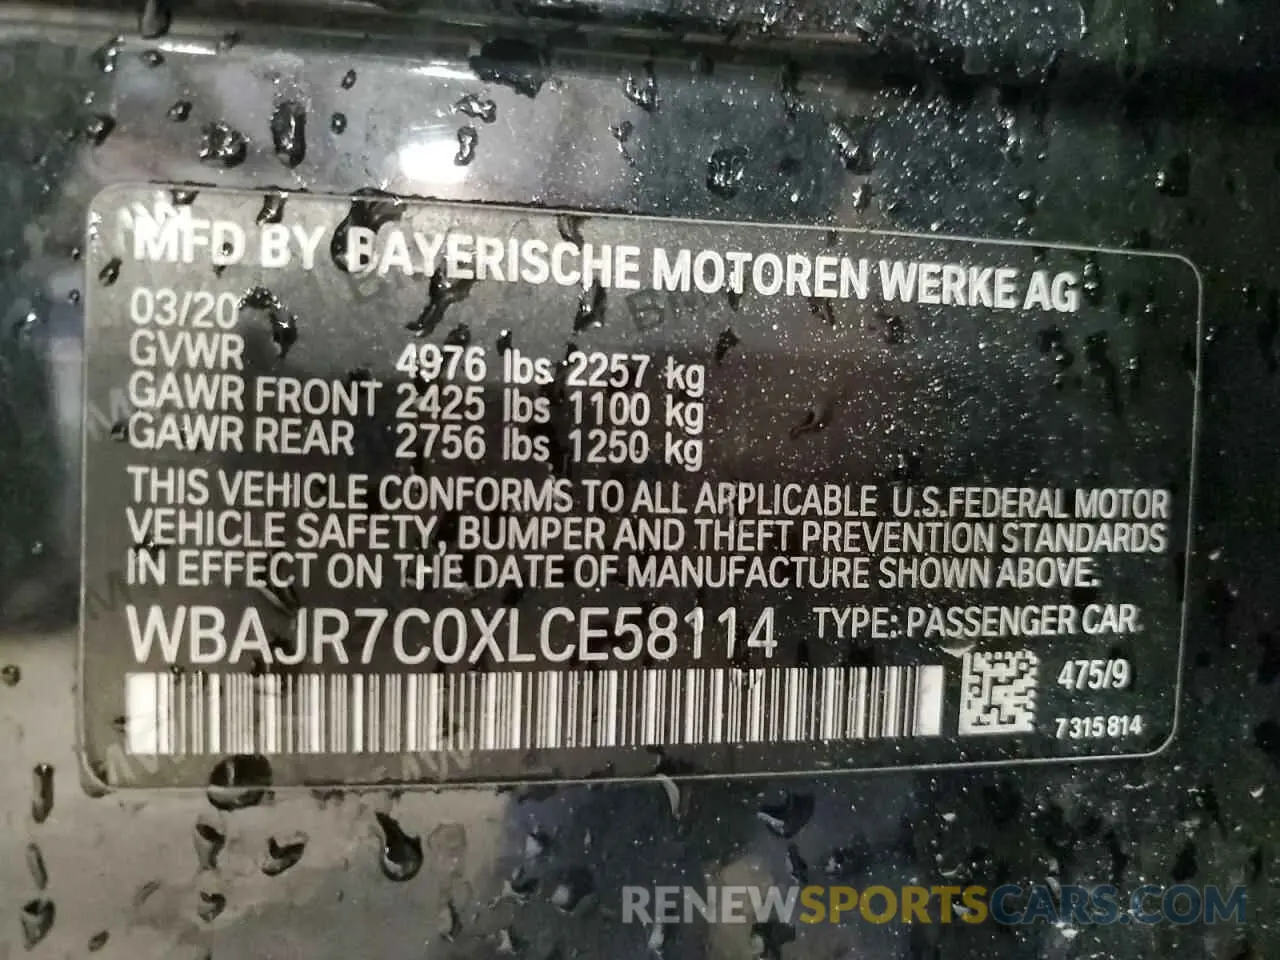 MFD BY BAYERISCHE MOTOREN WERKE AG
03/20
GVWR 4976 lbs 2257 kg
GAWR FRONT 2425 lbs 1100 kg
GAWR REAR 2756 lbs 1250 kg
THIS VEHICLE CONFORMS TO ALL APPLICABLE U.S.FEDERAL MOTOR
VEHICLE SAFETY, BUMPER AND THEFT PREVENTION STANDARDS
IN EFFECT ON THE DATE OF MANUFACTURE SHOWN ABOVE.
WBAJR7C0XLCE58114 TYPE: PASSENGER CAR
475/9
7315814
RENEWSPORTSCARS.COM